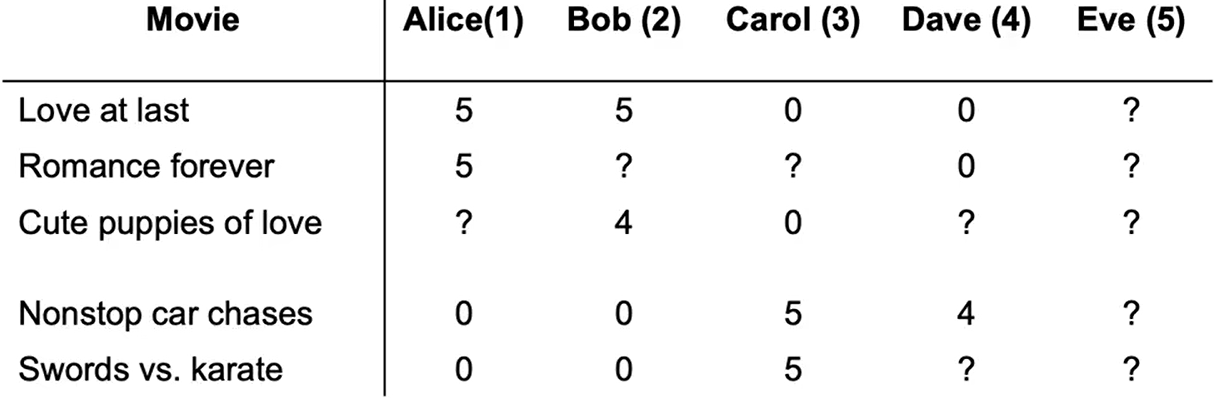 Movie Alice(1) Bob (2) Carol (3) Dave (4) Eve (5)
Love at last 5 5 0 0 ?
Romance forever 5 ? ? 0 ?
Cute puppies of love ? 4 0 ? ?
Nonstop car chases 0 0 5 4 ?
Swords vs. karate 0 0 5 ? ?